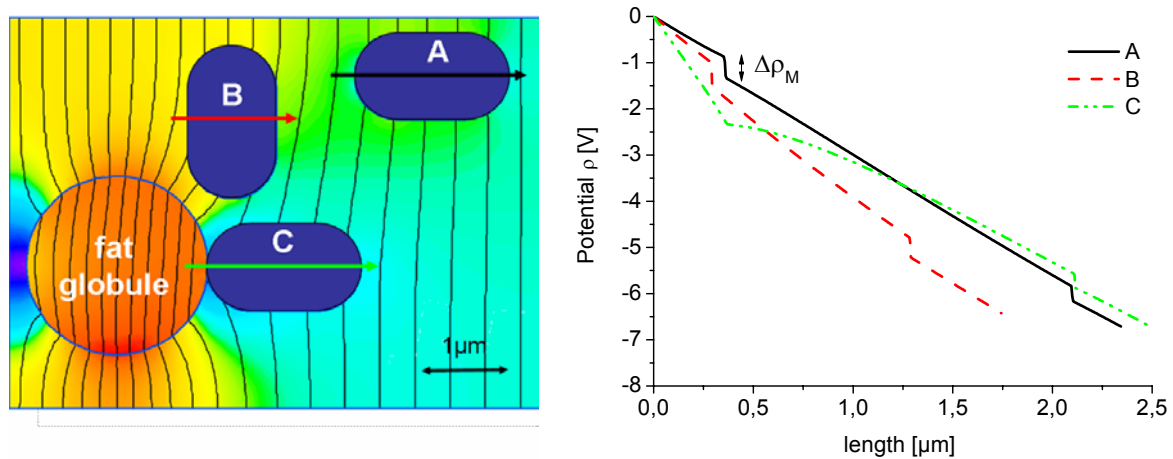 A
B
C
fat
globule
1μm
0
-1
-2
-3
-4
-5
-6
-7
-8
Potential ρ [V]
Δρ_M
A
B
C
0,0 0,5 1,0 1,5 2,0 2,5
length [μm]